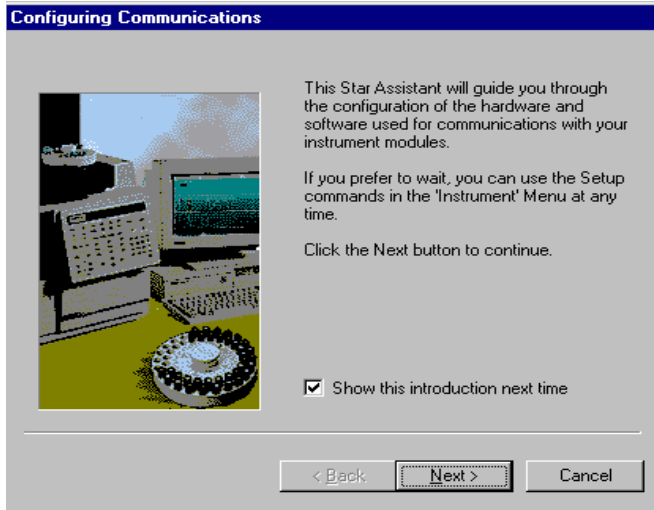 Configuring Communications
This Star Assistant will guide you through
the configuration of the hardware and
software used for communications with your
instrument modules.
If you prefer to wait, you can use the Setup
commands in the 'Instrument' Menu at any
time.
Click the Next button to continue.
Show this introduction next time
< Back
Next >
Cancel